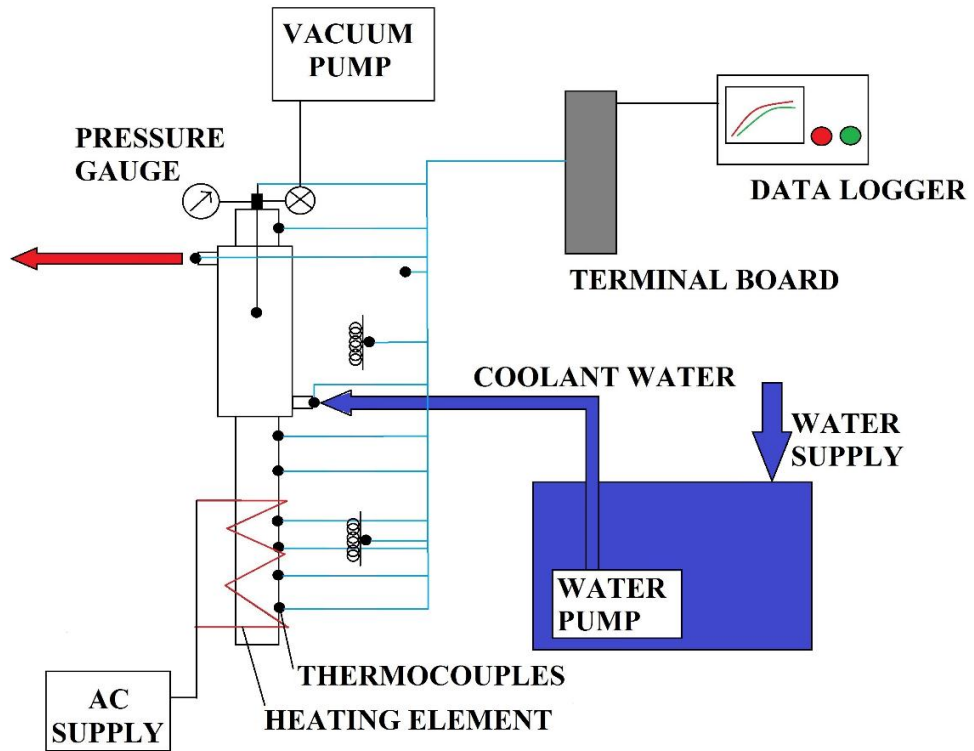 VACUUM
PUMP
PRESSURE
GAUGE
DATA LOGGER
TERMINAL BOARD
COOLANT WATER
WATER
SUPPLY
WATER
PUMP
THERMOCOUPLES
HEATING ELEMENT
AC
SUPPLY